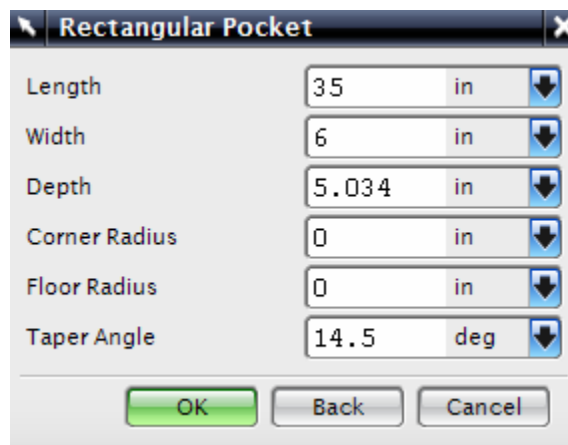 Rectangular Pocket
Length 35 in
Width 6 in
Depth 5.034 in
Corner Radius 0 in
Floor Radius 0 in
Taper Angle 14.5 deg
OK Back Cancel